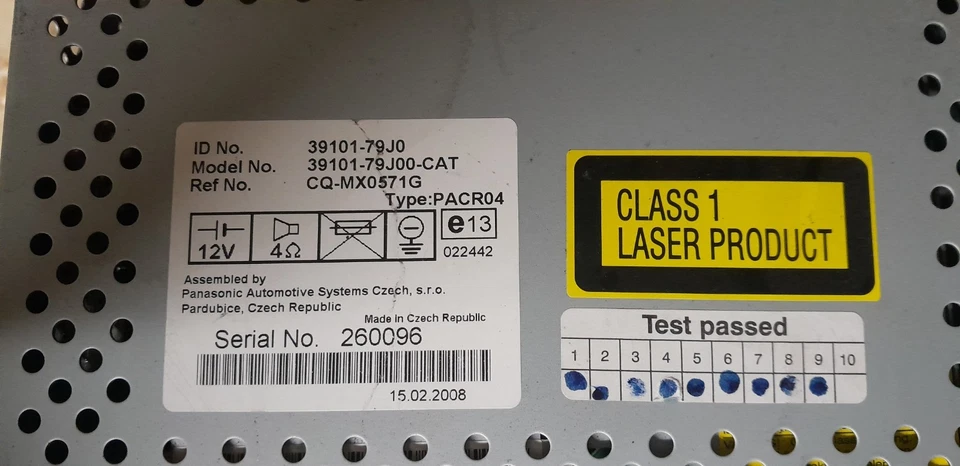 ID No. 39101-79J0
Model No. 39101-79J00-CAT
Ref No. CQ-MX0571G
Type:PACR04
12V 4Ω e13
022442
Assembled by
Panasonic Automotive Systems Czech, s.r.o.
Pardubice, Czech Republic
Made in Czech Republic
Serial No. 260096
15.02.2008
CLASS 1
LASER PRODUCT
Test passed
1 2 3 4 5 6 7 8 9 10